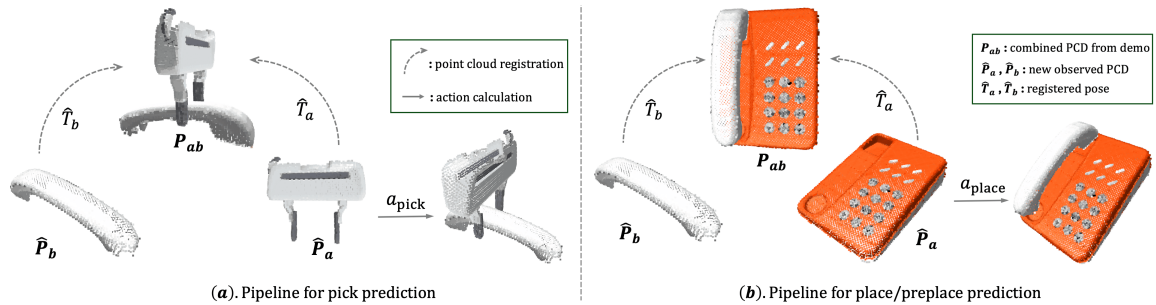 T̂_b
T̂_a
P_ab
P̂_b
P̂_a
a_pick
: point cloud registration
: action calculation
(a). Pipeline for pick prediction
T̂_b
T̂_a
P_ab
P̂_b
P̂_a
a_place
P_ab : combined PCD from demo
P̂_a , P̂_b : new observed PCD
T̂_a , T̂_b : registered pose
(b). Pipeline for place/preplace prediction